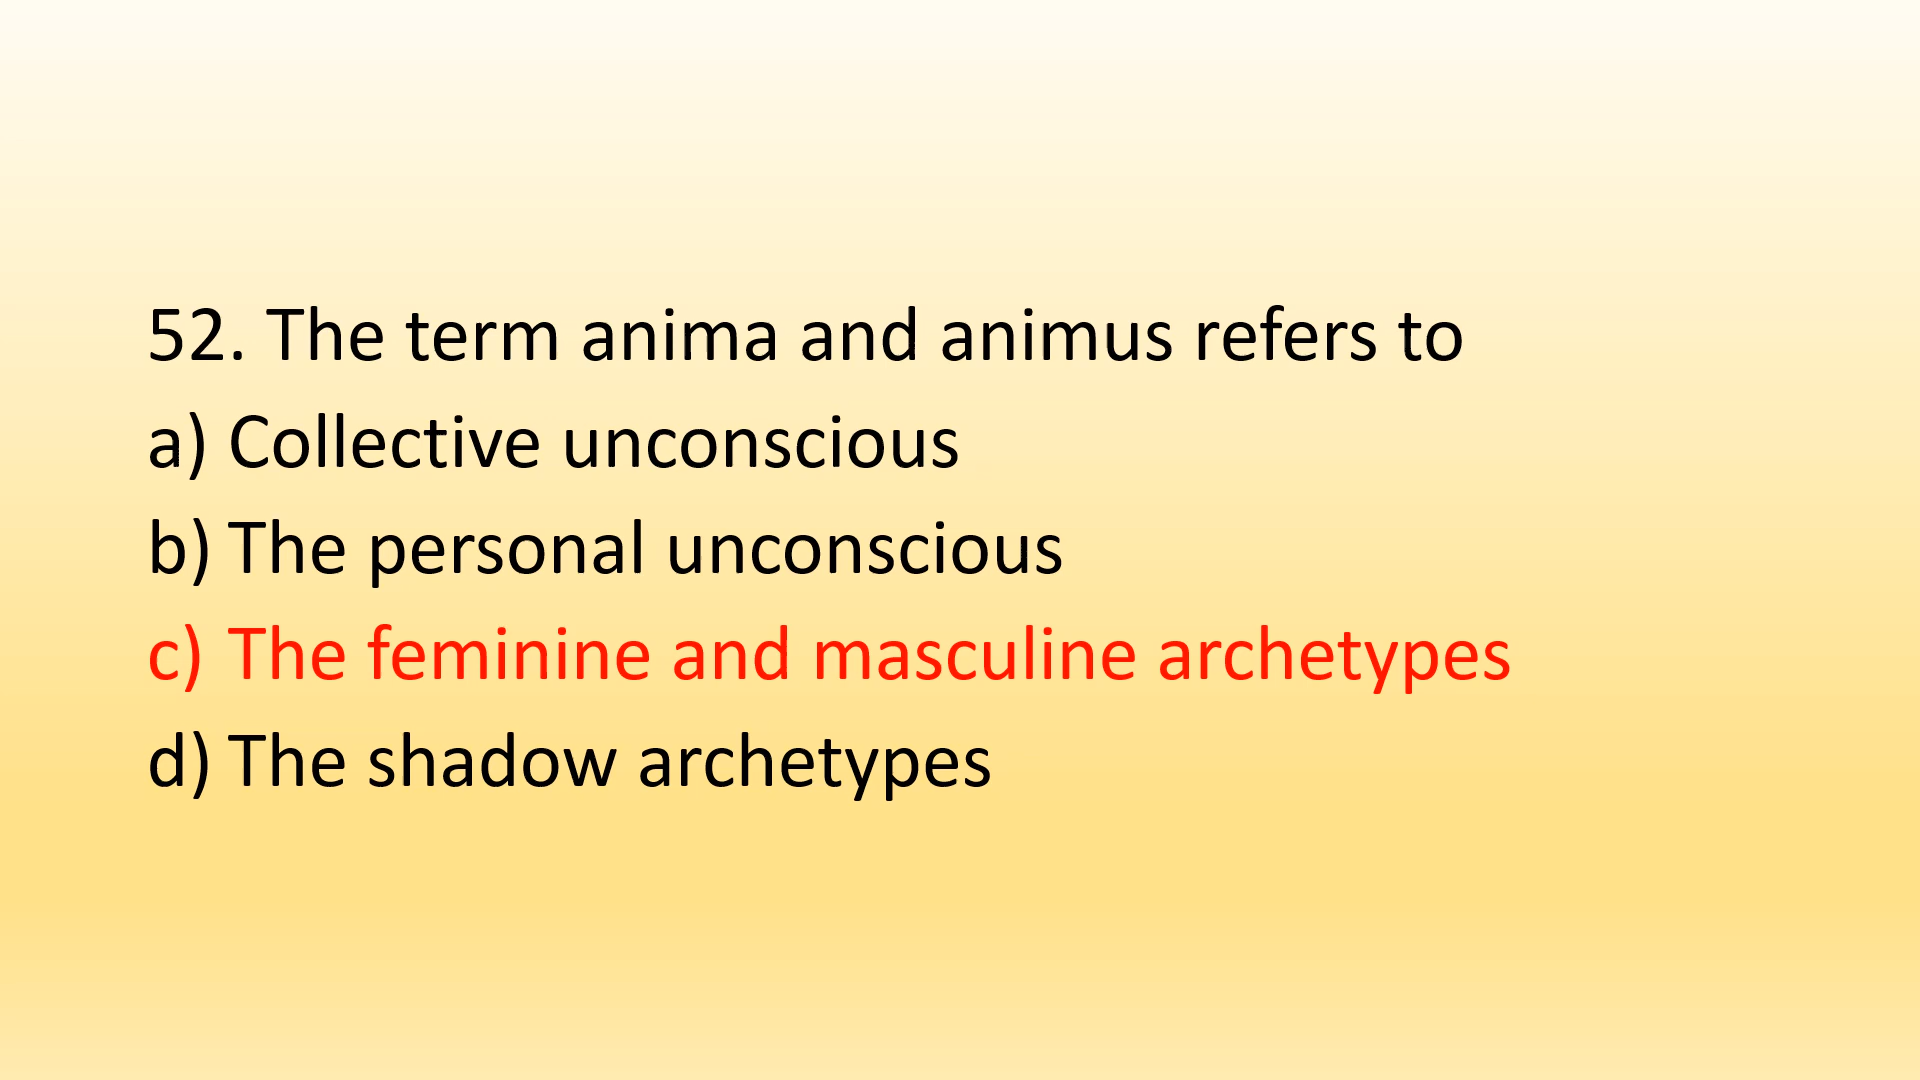 52. The term anima and animus refers to
a) Collective unconscious
b) The personal unconscious
c) The feminine and masculine archetypes
d) The shadow archetypes